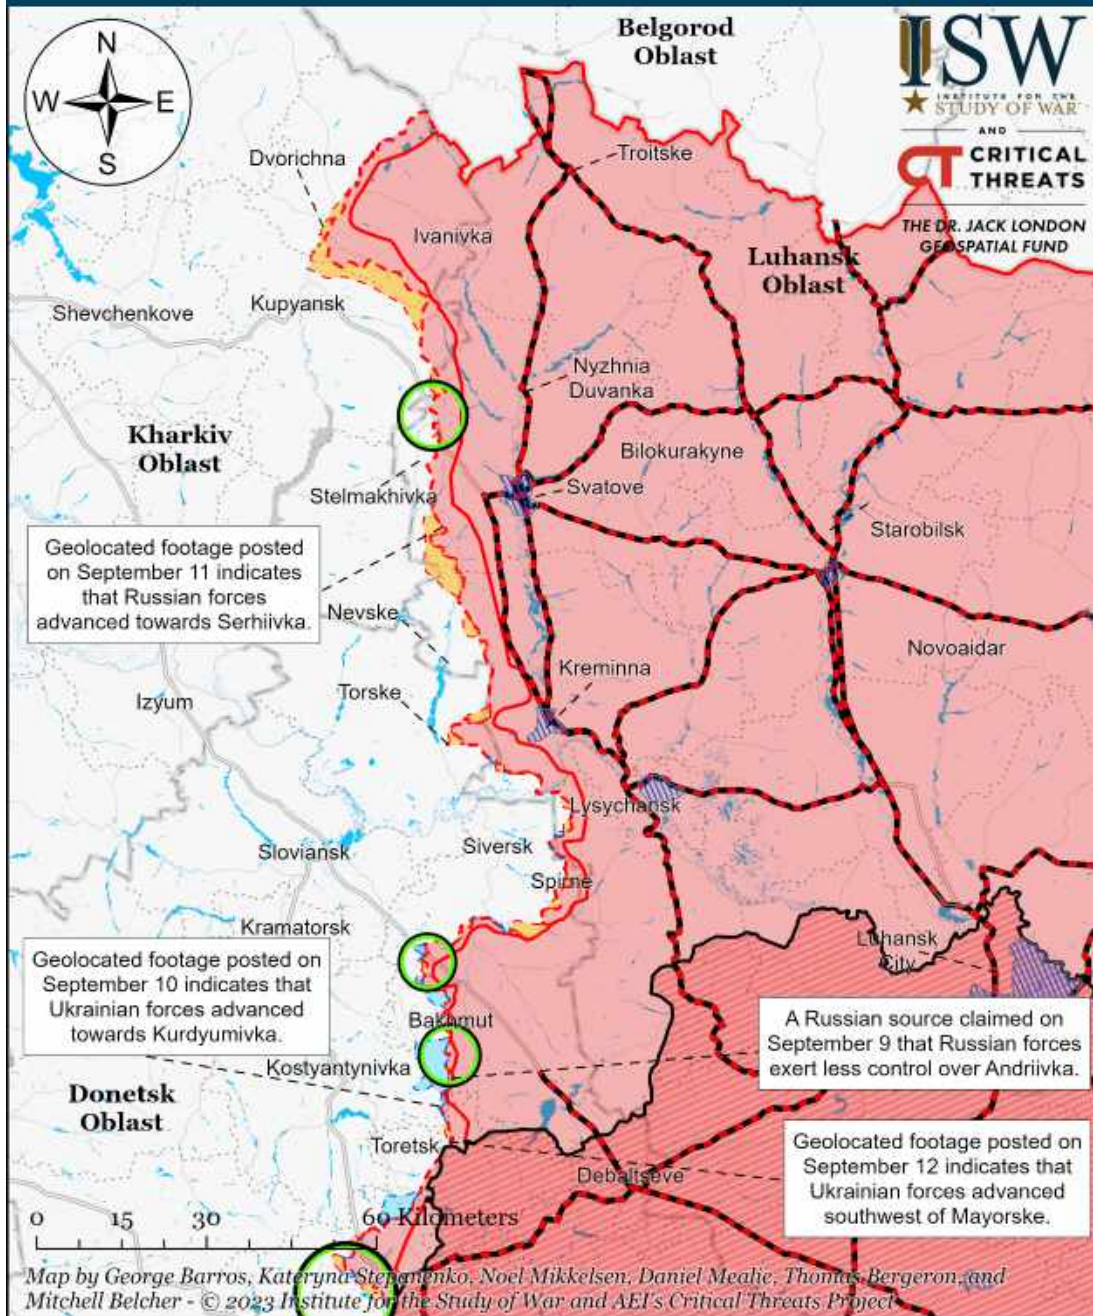 Belgorod
Oblast
ISW
INSTITUTE FOR THE
STUDY OF WAR
AND
CT CRITICAL
THREATS
THE DR. JACK LONDON
GEOSPATIAL FUND
N
W E
S
Dvorichna
Troitske
Ivanivka
Luhansk
Oblast
Shevchenkove
Kupyansk
Nyzhnia
Duvanka
Kharkiv
Oblast
Bilokurakyne
Stelmakhivka
Svatove
Starobilsk
Geolocated footage posted
on September 11 indicates
that Russian forces
advanced towards Serhiivka.
Nevske
Novoaidar
Kreminna
Torske
Izyum
Lysychansk
Siversk
Sloviansk
Spirne
Kramatorsk
Luhansk
City
Geolocated footage posted on
September 10 indicates that
Ukrainian forces advanced
towards Kurdyumivka.
Bakhmut
A Russian source claimed on
September 9 that Russian forces
exert less control over Andriivka.
Kostyantynivka
Donetsk
Oblast
Toretsk
Debaltseve
Geolocated footage posted on
September 12 indicates that
Ukrainian forces advanced
southwest of Mayorske.
0 15 30 60 Kilometers
Map by George Barros, Kateryna Stepanenko, Noel Mikkelsen, Daniel Mealie, Thomas Bergeron, and
Mitchell Belcher - © 2023 Institute for the Study of War and AEI's Critical Threats Project